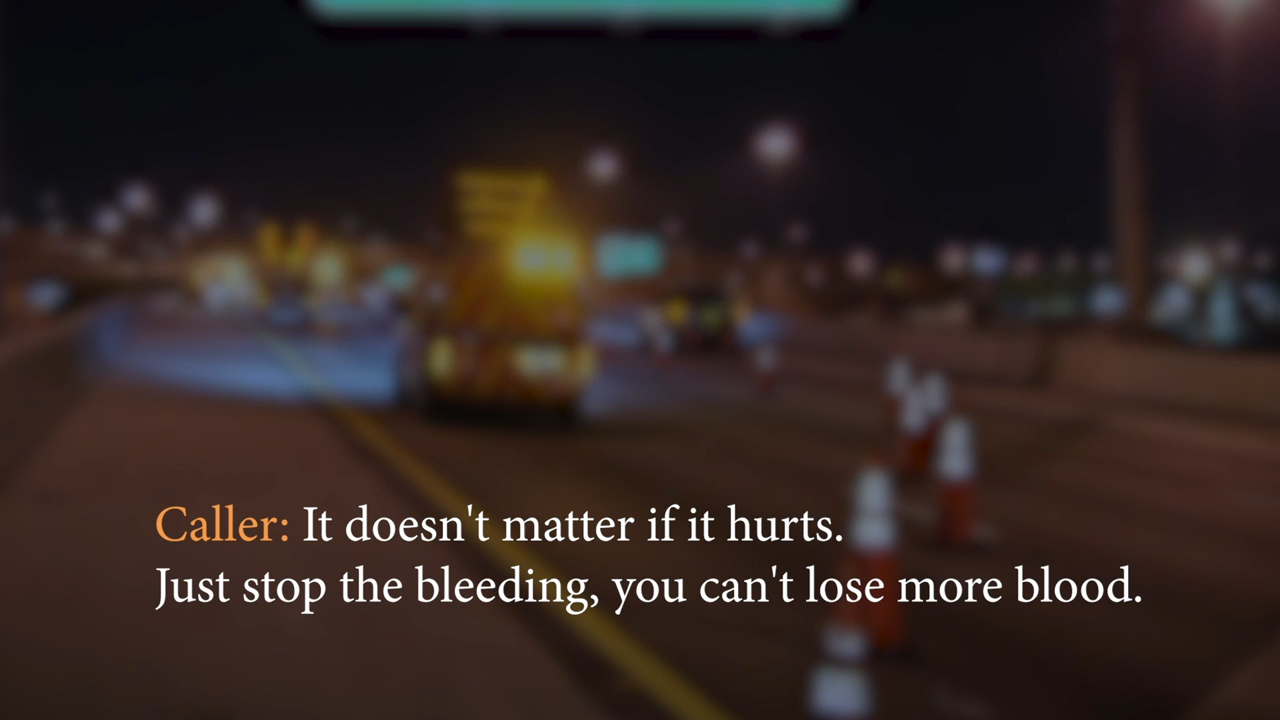 Caller: It doesn't matter if it hurts.
Just stop the bleeding, you can't lose more blood.